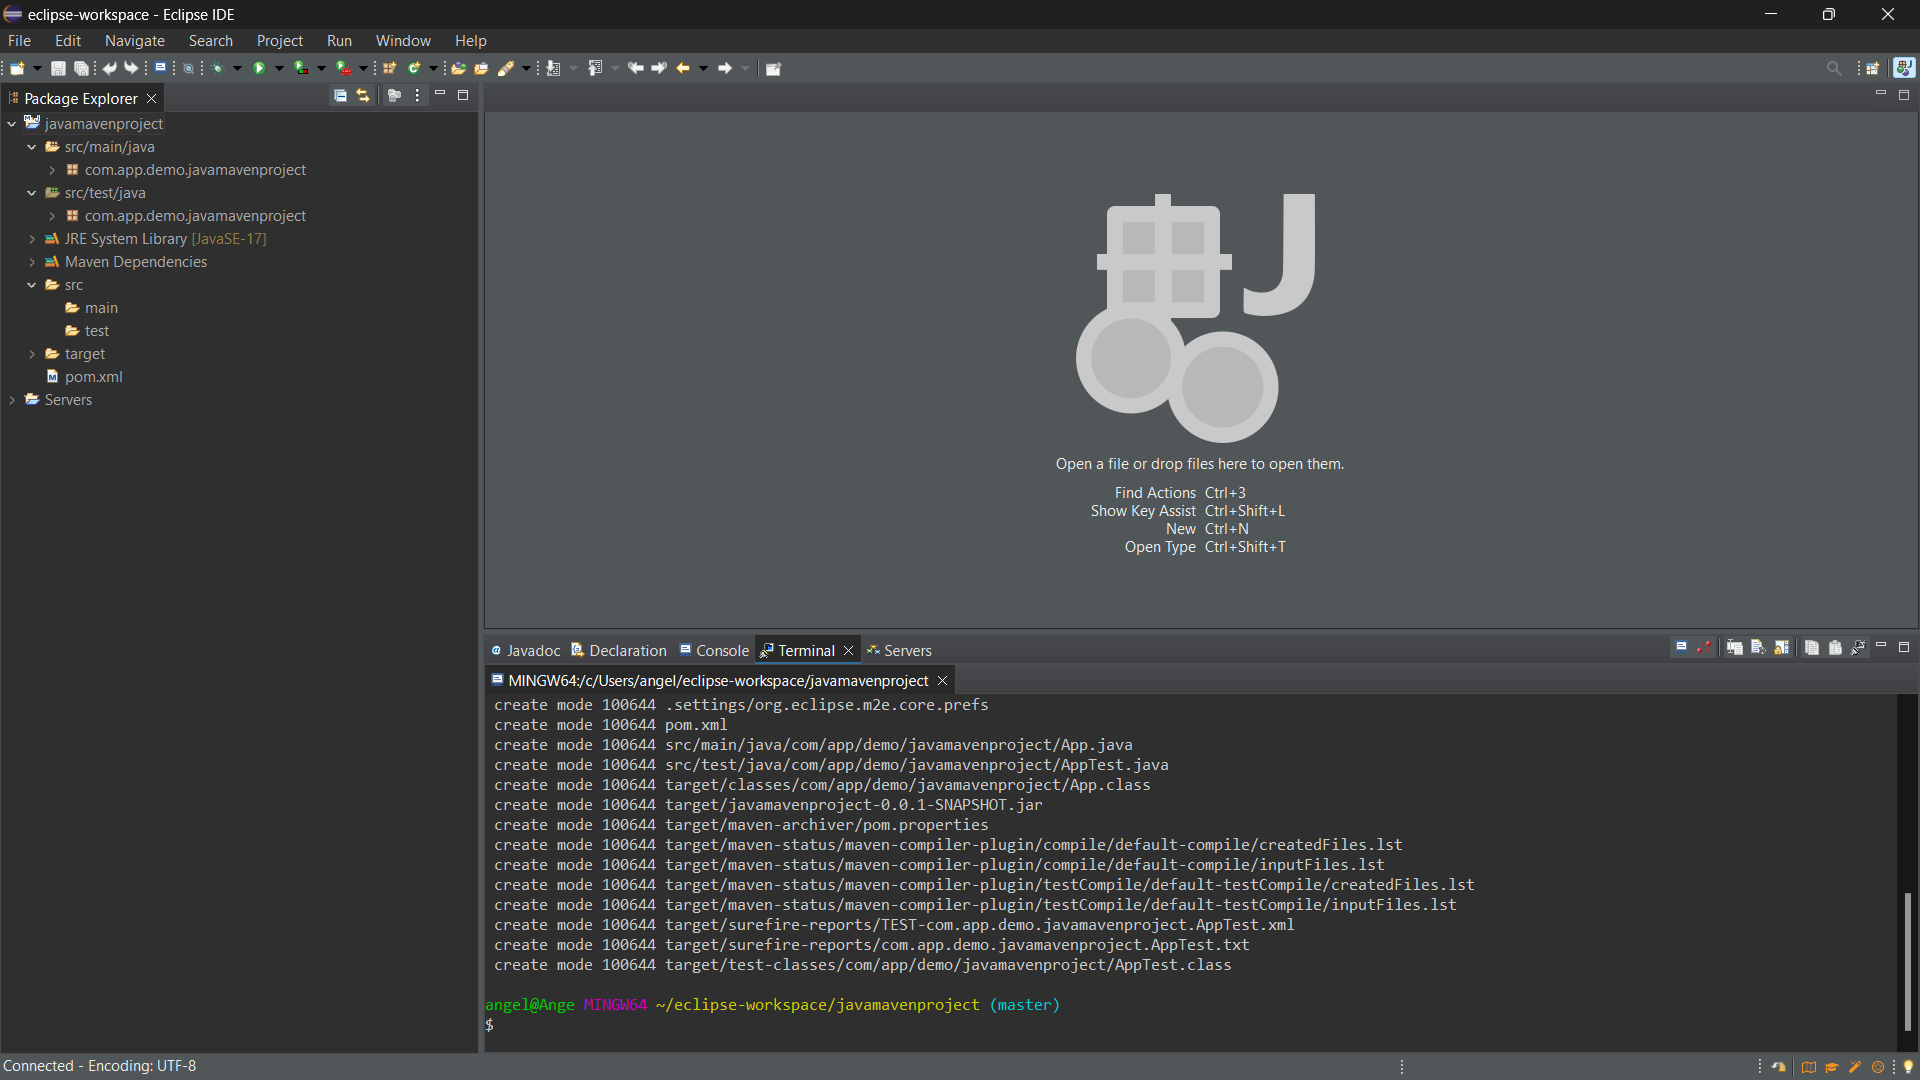 eclipse-workspace - Eclipse IDE
File Edit Navigate Search Project Run Window Help
Package Explorer
javamavenproject
src/main/java
com.app.demo.javamavenproject
src/test/java
com.app.demo.javamavenproject
JRE System Library [JavaSE-17]
Maven Dependencies
src
main
test
target
pom.xml
Servers
J
Open a file or drop files here to open them.
Find Actions Ctrl+3
Show Key Assist Ctrl+Shift+L
New Ctrl+N
Open Type Ctrl+Shift+T
Javadoc Declaration Console Terminal Servers
MINGW64:/c/Users/angel/eclipse-workspace/javamavenproject
create mode 100644 .settings/org.eclipse.m2e.core.prefs
create mode 100644 pom.xml
create mode 100644 src/main/java/com/app/demo/javamavenproject/App.java
create mode 100644 src/test/java/com/app/demo/javamavenproject/AppTest.java
create mode 100644 target/classes/com/app/demo/javamavenproject/App.class
create mode 100644 target/javamavenproject-0.0.1-SNAPSHOT.jar
create mode 100644 target/maven-archiver/pom.properties
create mode 100644 target/maven-status/maven-compiler-plugin/compile/default-compile/createdFiles.lst
create mode 100644 target/maven-status/maven-compiler-plugin/compile/default-compile/inputFiles.lst
create mode 100644 target/maven-status/maven-compiler-plugin/testCompile/default-testCompile/createdFiles.lst
create mode 100644 target/maven-status/maven-compiler-plugin/testCompile/default-testCompile/inputFiles.lst
create mode 100644 target/surefire-reports/TEST-com.app.demo.javamavenproject.AppTest.xml
create mode 100644 target/surefire-reports/com.app.demo.javamavenproject.AppTest.txt
create mode 100644 target/test-classes/com/app/demo/javamavenproject/AppTest.class
angel@Ange MINGW64 ~/eclipse-workspace/javamavenproject (master)
$
Connected - Encoding: UTF-8